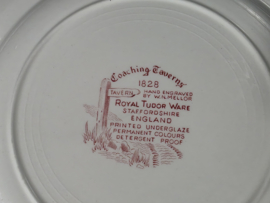 Coaching Taverns
1828
TAVERN
HAND ENGRAVED
BY W.N. MELLOR
ROYAL TUDOR WARE
STAFFORDSHIRE
ENGLAND
PRINTED UNDERGLAZE
PERMANENT COLOURS
DETERGENT PROOF